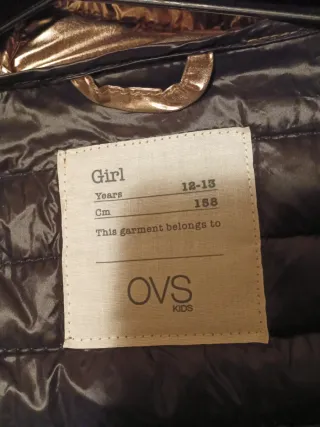 Girl
Years 12-13
Cm 158
This garment belongs to
OVS
KIDS